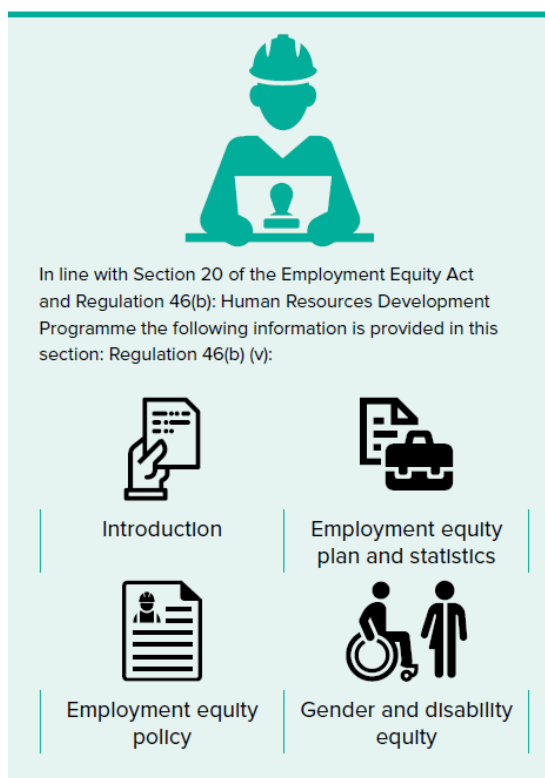 In line with Section 20 of the Employment Equity Act
and Regulation 46(b): Human Resources Development
Programme the following information is provided in this
section: Regulation 46(b) (v):
Introduction
Employment equity
plan and statistics
Employment equity
policy
Gender and disability
equity